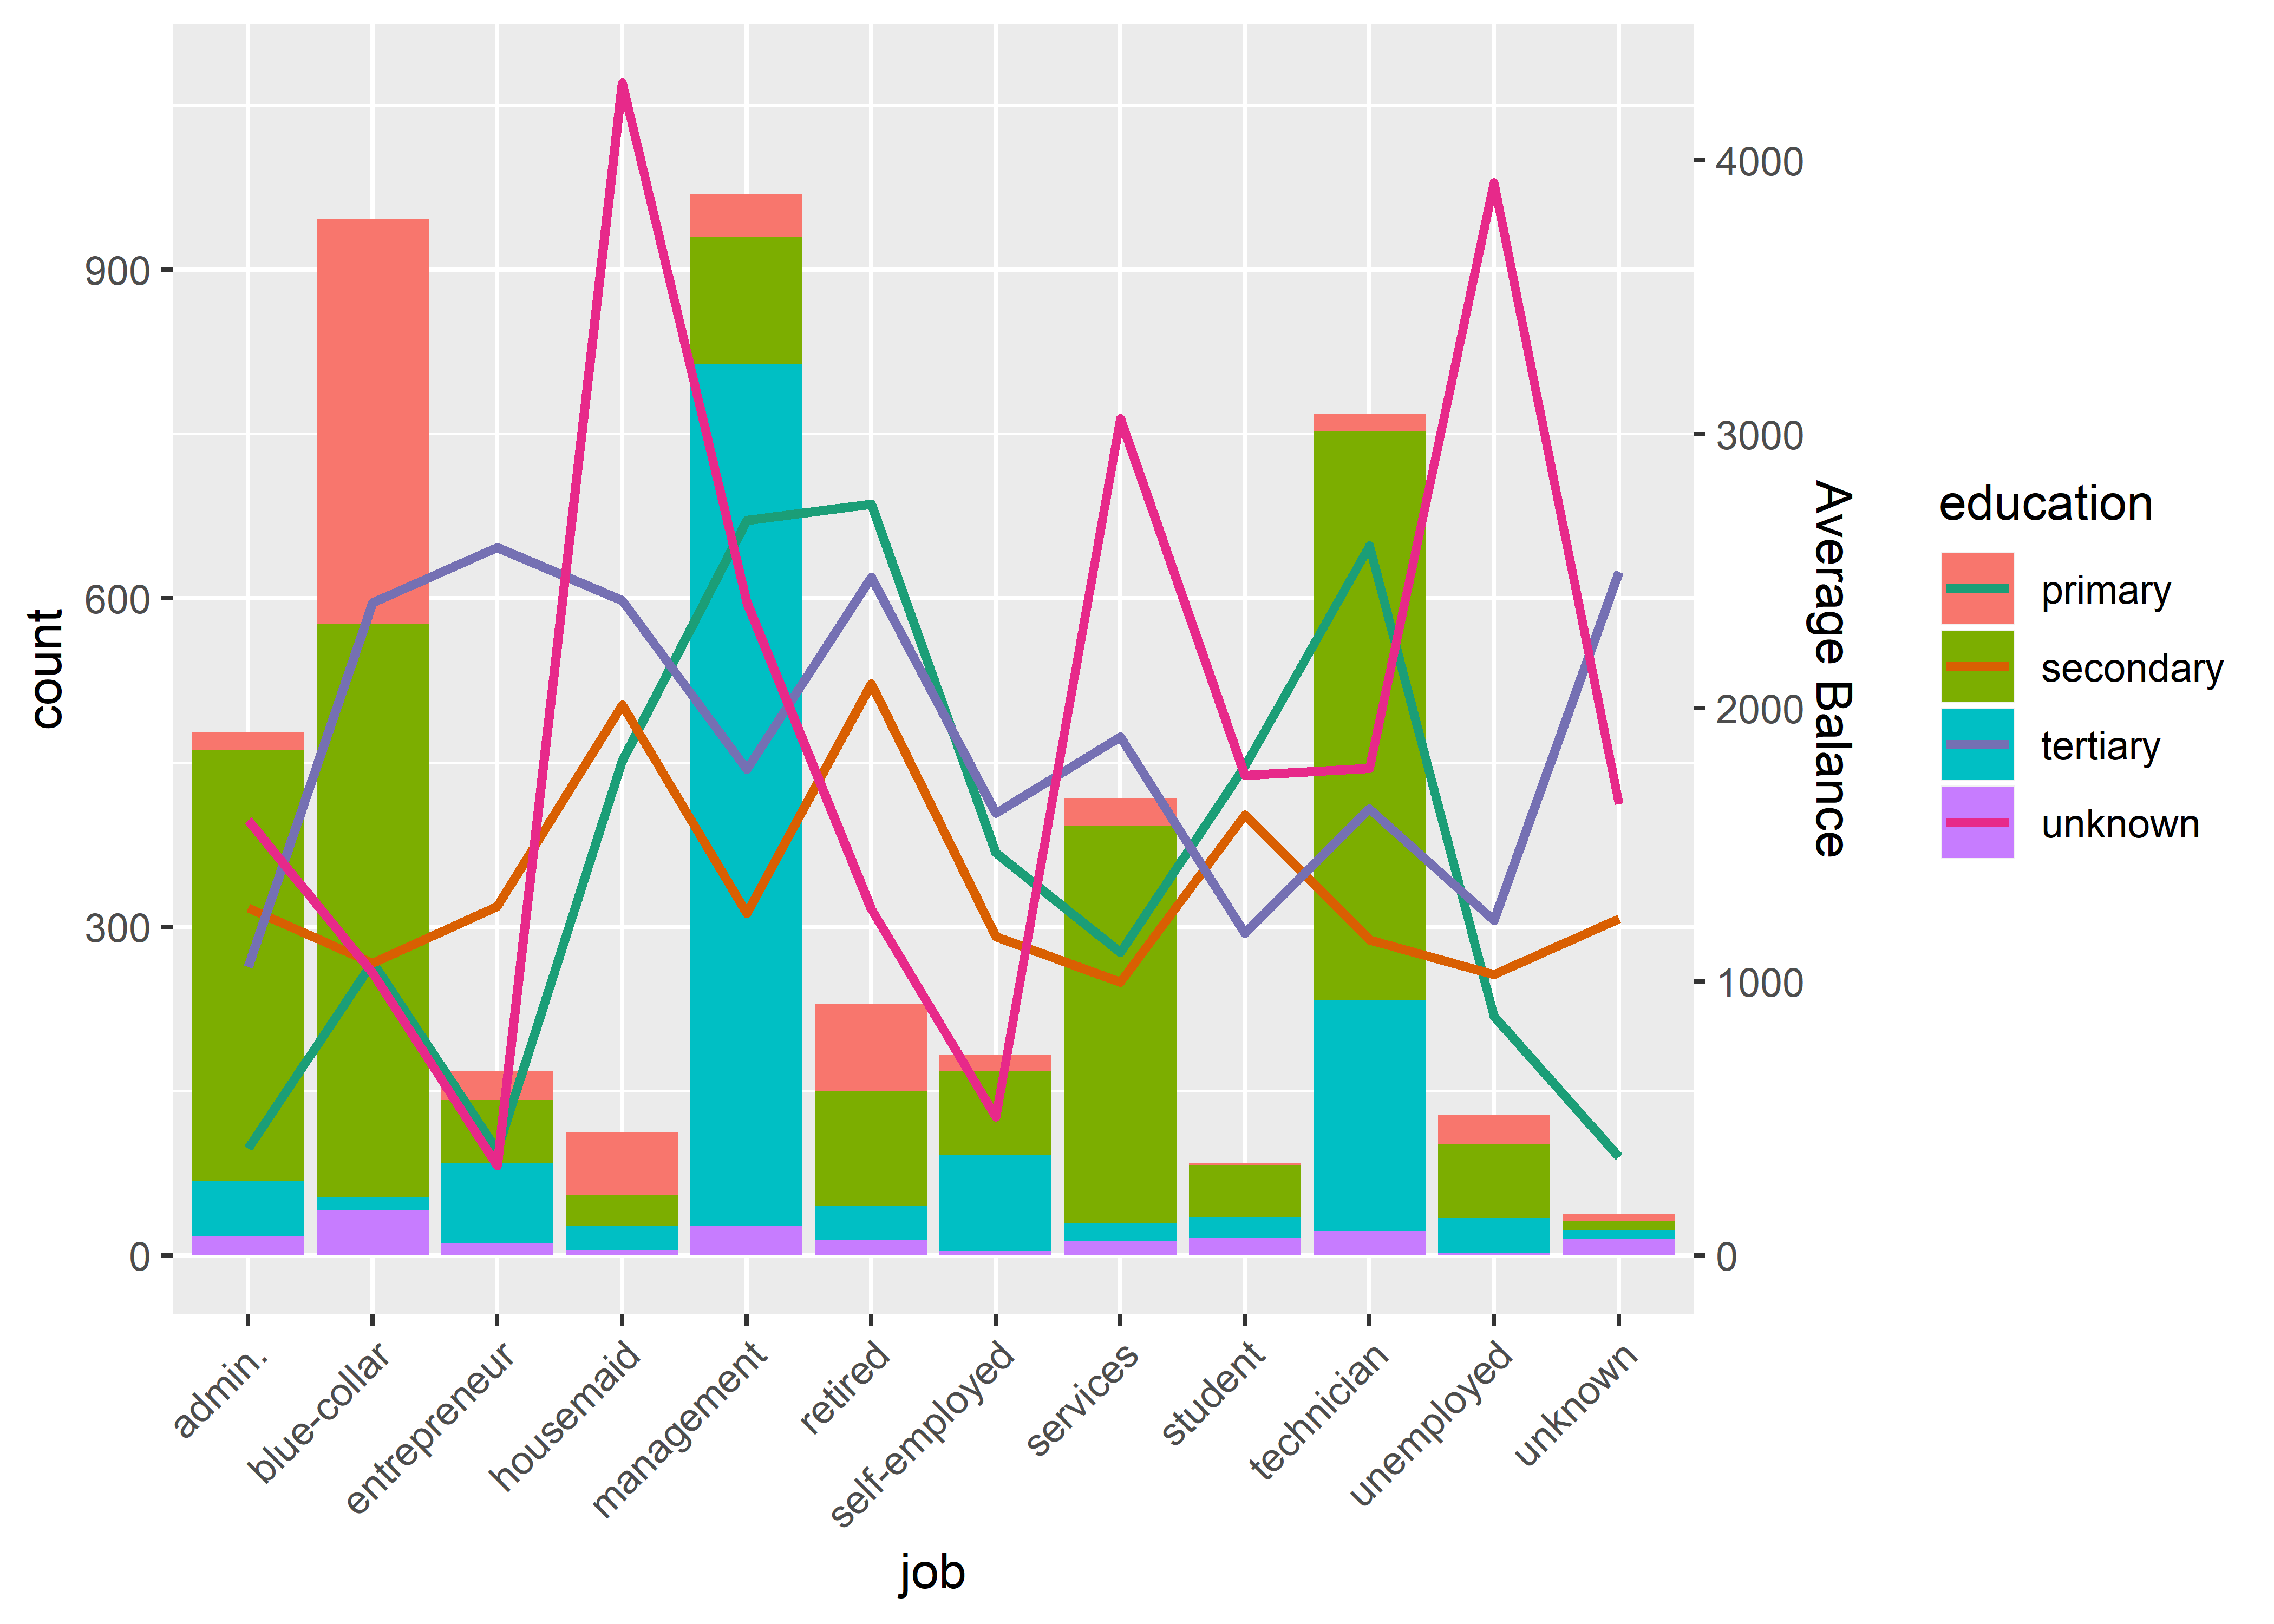 900
600
300
0
count
4000
3000
2000
1000
0
Average Balance
admin.
blue-collar
entrepreneur
housemaid
management
retired
self-employed
services
student
technician
unemployed
unknown
job
education
primary
secondary
tertiary
unknown